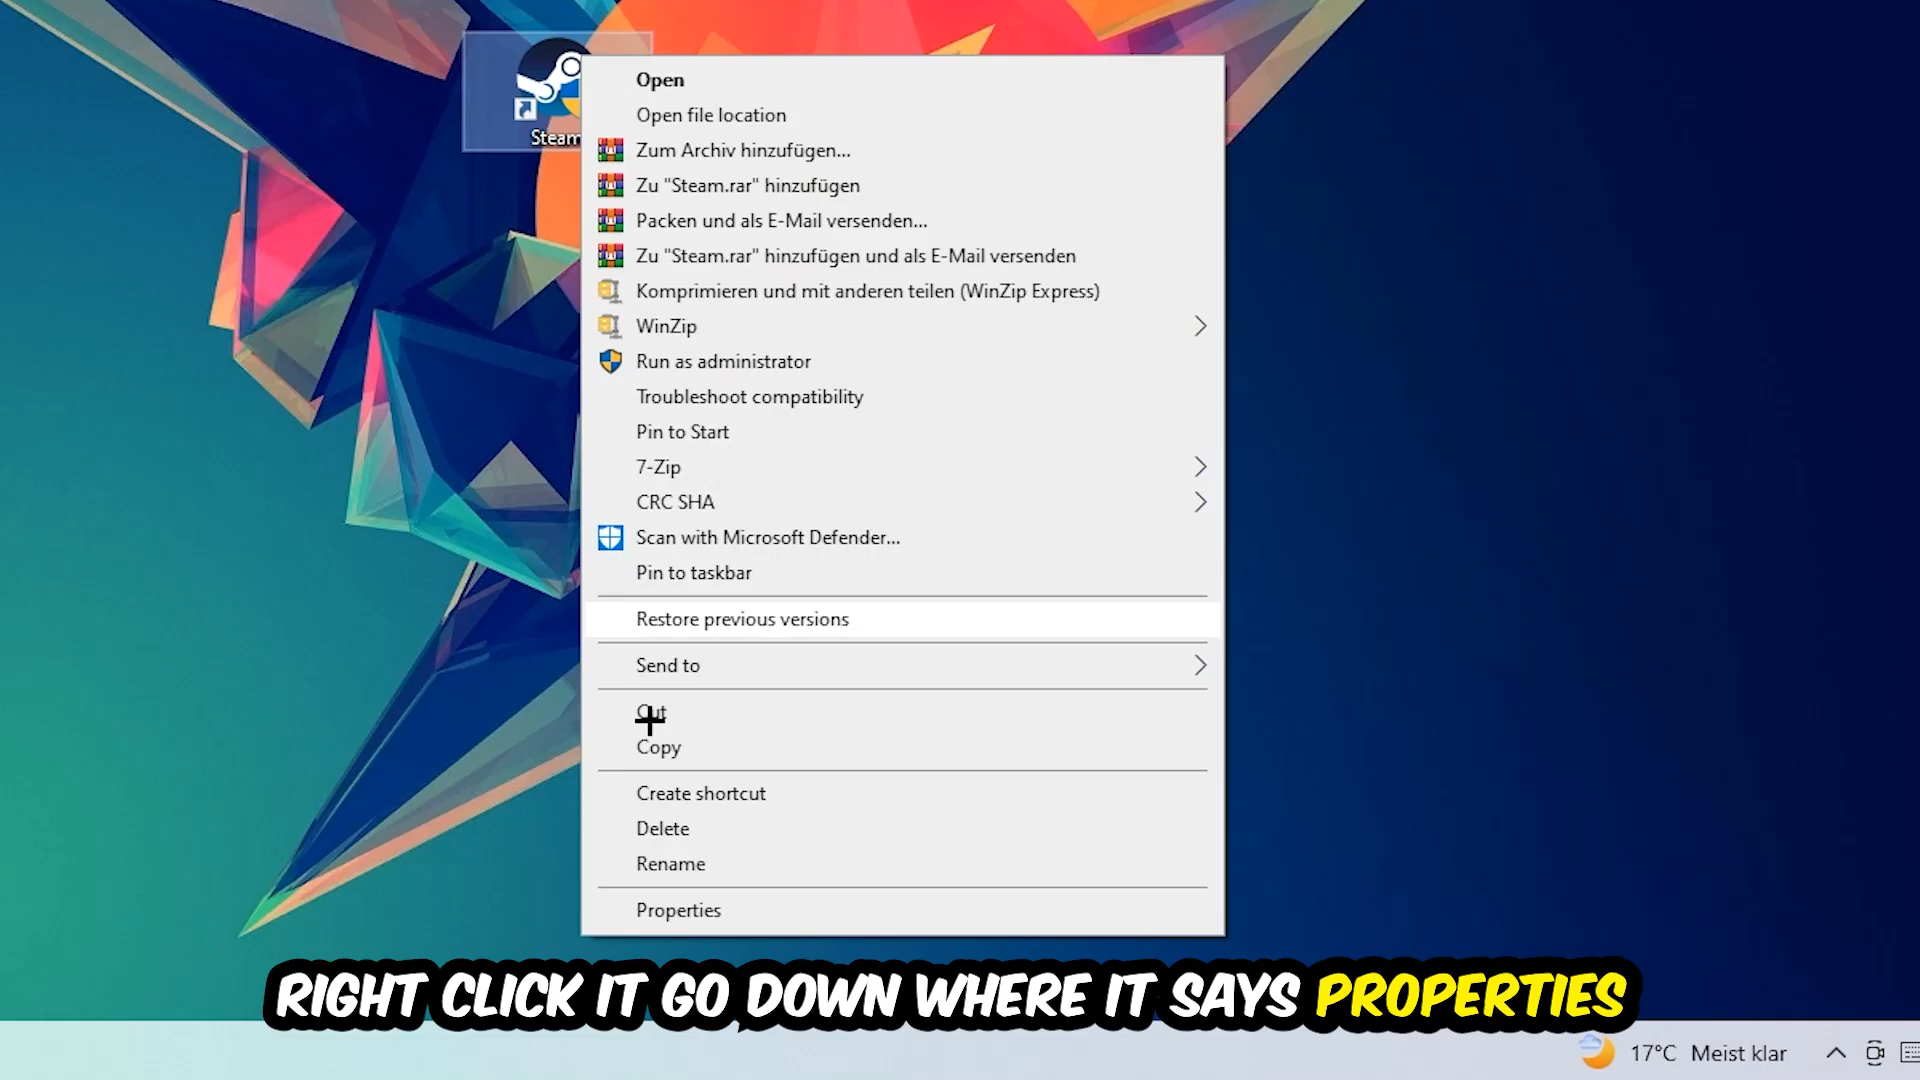 Steam
Open
Open file location
Zum Archiv hinzufügen...
Zu "Steam.rar" hinzufügen
Packen und als E-Mail versenden...
Zu "Steam.rar" hinzufügen und als E-Mail versenden
Komprimieren und mit anderen teilen (WinZip Express)
WinZip
Run as administrator
Troubleshoot compatibility
Pin to Start
7-Zip
CRC SHA
Scan with Microsoft Defender...
Pin to taskbar
Restore previous versions
Send to
Cut
Copy
Create shortcut
Delete
Rename
Properties
RIGHT CLICK IT GO DOWN WHERE IT SAYS PROPERTIES
17°C Meist klar